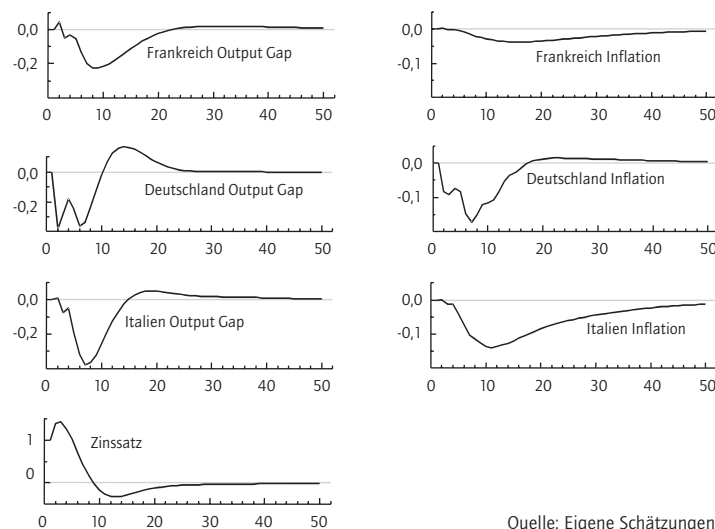 0,0
-0,2
Frankreich Output Gap
0 10 20 30 40 50
0,0
-0,1
Frankreich Inflation
0 10 20 30 40 50
0,0
-0,2
Deutschland Output Gap
0 10 20 30 40 50
0,0
-0,1
Deutschland Inflation
0 10 20 30 40 50
0,0
-0,2
Italien Output Gap
0 10 20 30 40 50
0,0
-0,1
Italien Inflation
0 10 20 30 40 50
1
0
Zinssatz
0 10 20 30 40 50
Quelle: Eigene Schätzungen